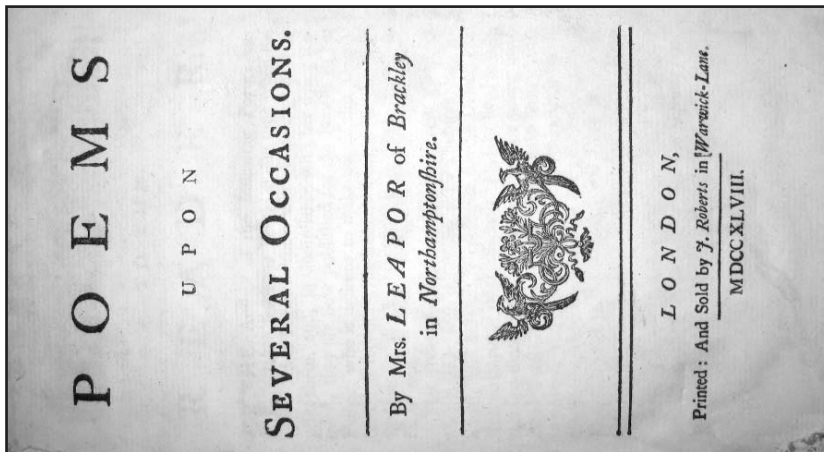 POEMS
UPON
SEVERAL OCCASIONS.
By Mrs. LEAPOR of Brackley
in Northamptonſhire.
LONDON,
Printed: And Sold by J. Roberts in Warwick-Lane.
MDCCXLVIII.